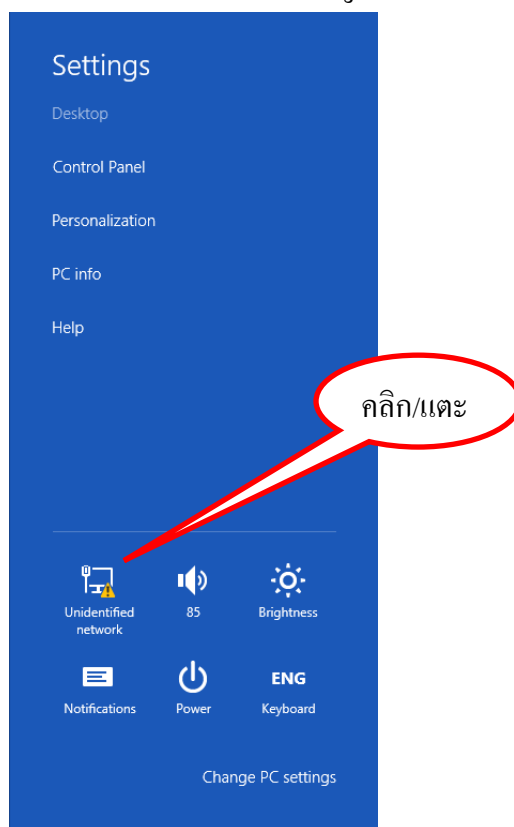 Settings
Desktop
Control Panel
Personalization
PC info
Help
คลิก/แตะ
Unidentified
network
85
Brightness
Notifications
Power
ENG
Keyboard
Change PC settings